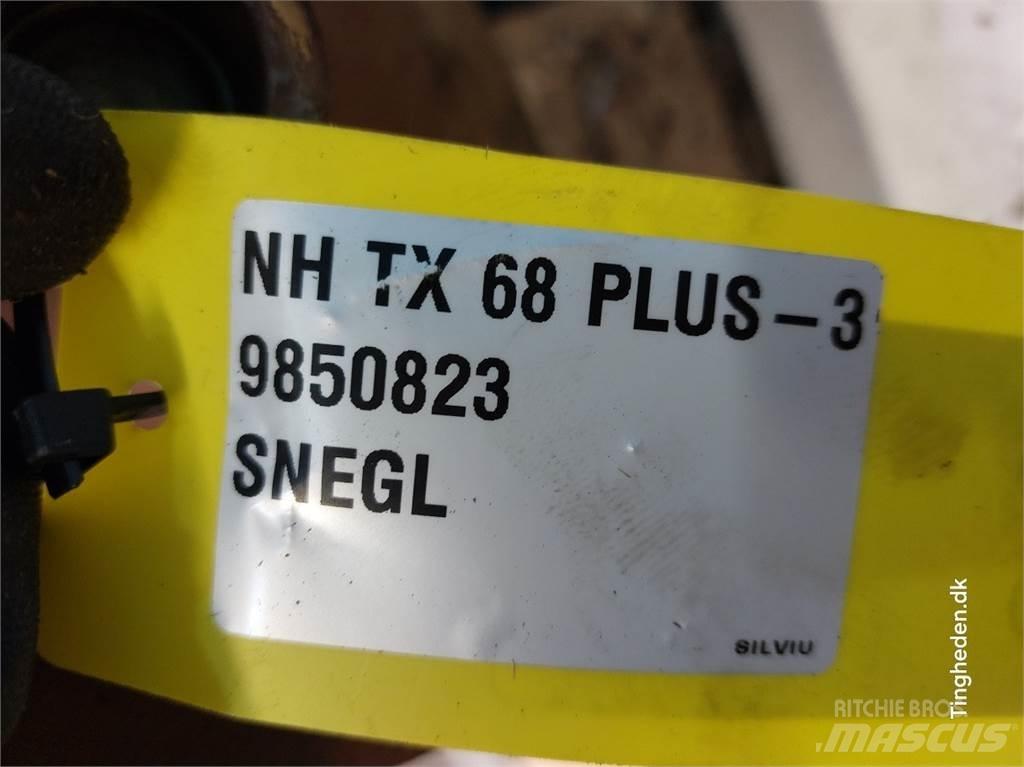 NH TX 68 PLUS-3
9850823
SNEGL
SILVIU
Tingheden.dk
RITCHIE BROS
MASCUS